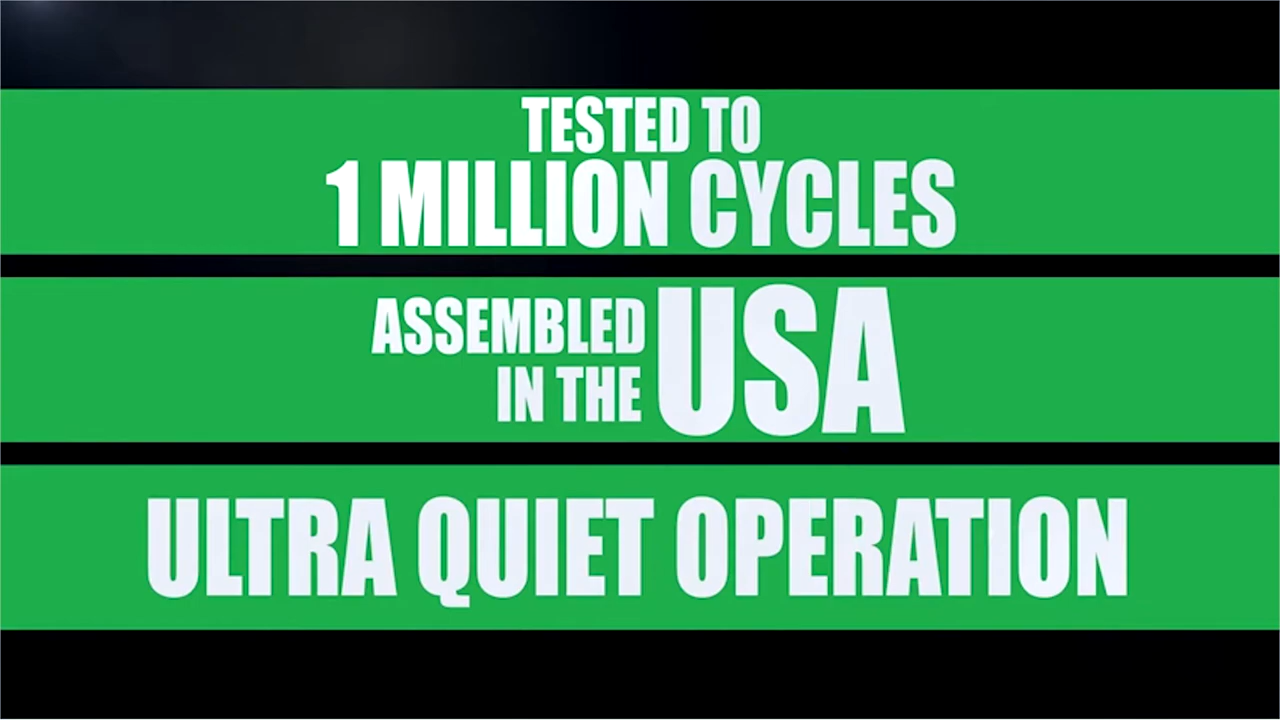 TESTED TO
1 MILLION CYCLES
ASSEMBLED
IN THE USA
ULTRA QUIET OPERATION